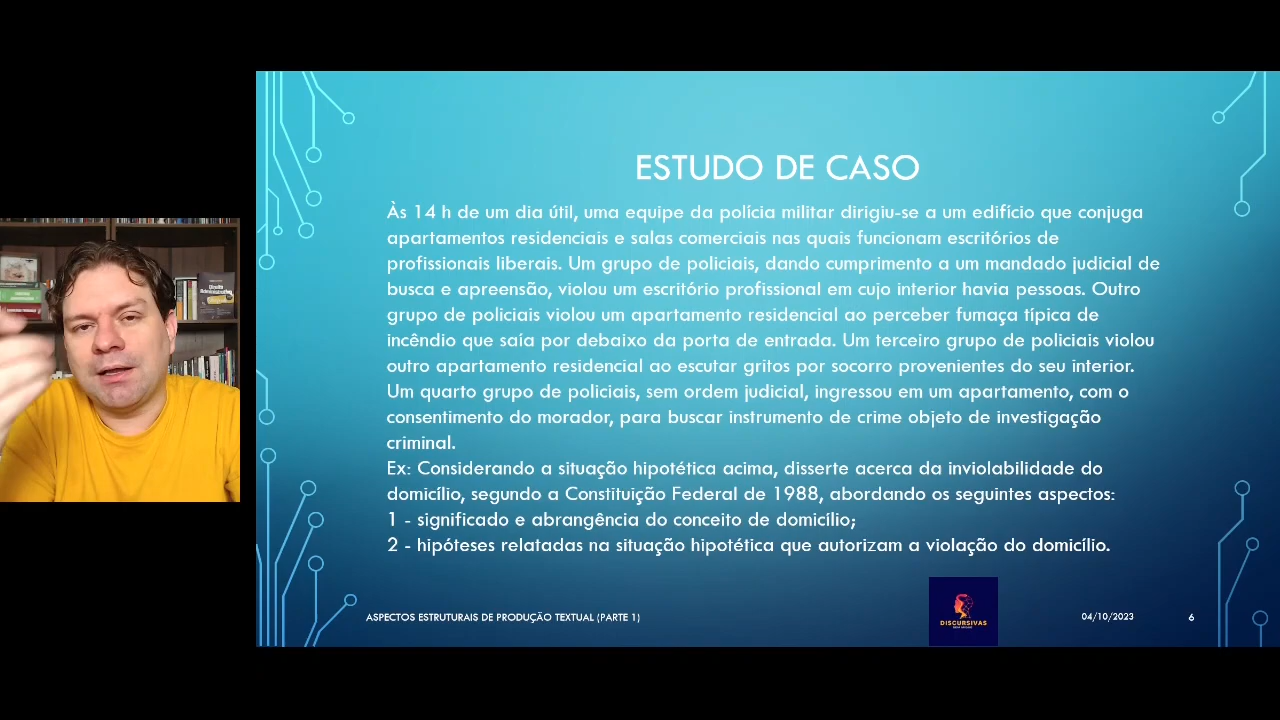 ESTUDO DE CASO
Às 14 h de um dia útil, uma equipe da polícia militar dirigiu-se a um edifício que conjuga
apartamentos residenciais e salas comerciais nas quais funcionam escritórios de
profissionais liberais. Um grupo de policiais, dando cumprimento a um mandado judicial de
busca e apreensão, violou um escritório profissional em cujo interior havia pessoas. Outro
grupo de policiais violou um apartamento residencial ao perceber fumaça típica de
incêndio que saía por debaixo da porta de entrada. Um terceiro grupo de policiais violou
outro apartamento residencial ao escutar gritos por socorro provenientes do seu interior.
Um quarto grupo de policiais, sem ordem judicial, ingressou em um apartamento, com o
consentimento do morador, para buscar instrumento de crime objeto de investigação
criminal.
Ex: Considerando a situação hipotética acima, disserte acerca da inviolabilidade do
domicílio, segundo a Constituição Federal de 1988, abordando os seguintes aspectos:
1 - significado e abrangência do conceito de domicílio;
2 - hipóteses relatadas na situação hipotética que autorizam a violação do domicílio.
ASPECTOS ESTRUTURAIS DE PRODUÇÃO TEXTUAL (PARTE 1)
DISCURSIVAS
04/10/2023
6